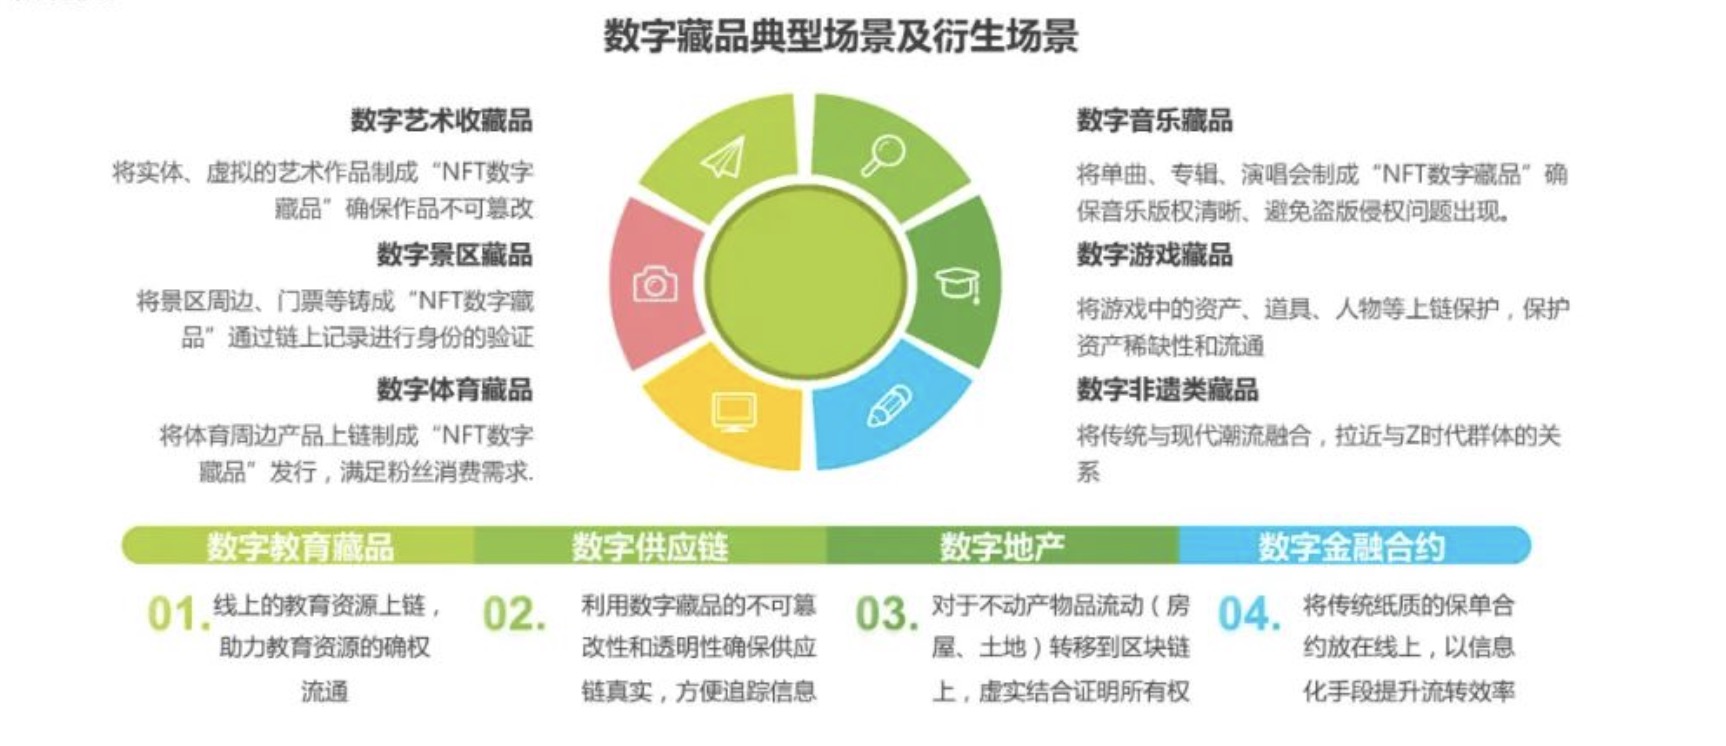 数字藏品典型场景及衍生场景
数字艺术收藏品
将实体、虚拟的艺术作品制成“NFT数字
藏品”确保作品不可篡改
数字景区藏品
将景区周边、门票等铸成“NFT数字藏
品”通过链上记录进行身份的验证
数字体育藏品
将体育周边产品上链制成“NFT数字
藏品”发行，满足粉丝消费需求.
数字音乐藏品
将单曲、专辑、演唱会制成“NFT数字藏品”确
保音乐版权清晰、避免盗版侵权问题出现。
数字游戏藏品
将游戏中的资产、道具、人物等上链保护，保护
资产稀缺性和流通
数字非遗类藏品
将传统与现代潮流融合，拉近与Z时代群体的关
系
数字教育藏品
01.
线上的教育资源上链，
助力教育资源的确权
流通
数字供应链
02.
利用数字藏品的不可篡
改性和透明性确保供应
链真实，方便追踪信息
数字地产
03.
对于不动产物品流动（房
屋、土地）转移到区块链
上，虚实结合证明所有权
数字金融合约
04.
将传统纸质的保单合
约放在线上，以信息
化手段提升流转效率